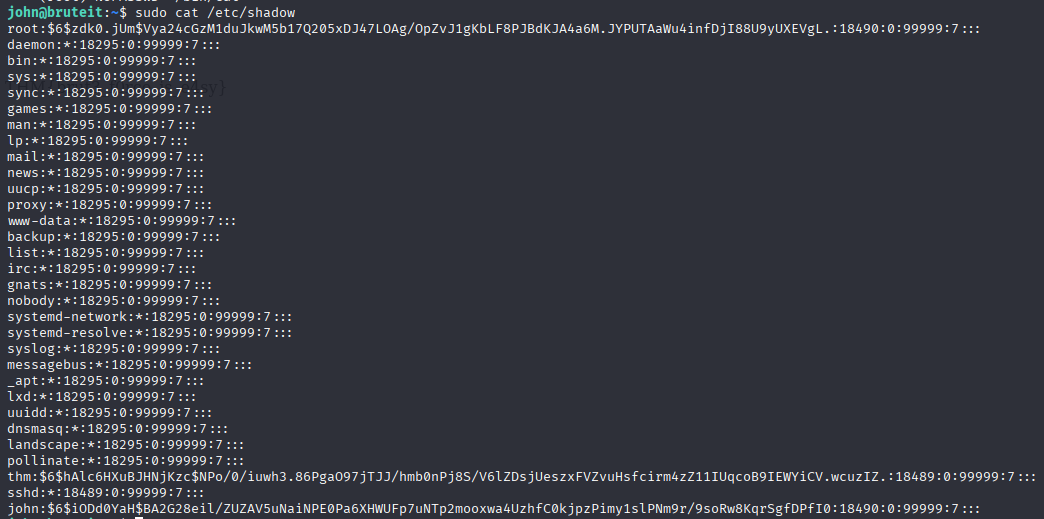 john@bruteit:~$ sudo cat /etc/shadow
root:$6$zdk0.jUm$Vya24cGzM1duJkwM5b17Q205xDJ47LOAg/OpZvJ1gKbLF8PJBdKJA4a6M.JYPUTAaWu4infDjI88U9yUXEVgL.:18490:0:99999:7:::
daemon:*:18295:0:99999:7:::
bin:*:18295:0:99999:7:::
sys:*:18295:0:99999:7:::
sync:*:18295:0:99999:7:::
games:*:18295:0:99999:7:::
man:*:18295:0:99999:7:::
lp:*:18295:0:99999:7:::
mail:*:18295:0:99999:7:::
news:*:18295:0:99999:7:::
uucp:*:18295:0:99999:7:::
proxy:*:18295:0:99999:7:::
www-data:*:18295:0:99999:7:::
backup:*:18295:0:99999:7:::
list:*:18295:0:99999:7:::
irc:*:18295:0:99999:7:::
gnats:*:18295:0:99999:7:::
nobody:*:18295:0:99999:7:::
systemd-network:*:18295:0:99999:7:::
systemd-resolve:*:18295:0:99999:7:::
syslog:*:18295:0:99999:7:::
messagebus:*:18295:0:99999:7:::
_apt:*:18295:0:99999:7:::
lxd:*:18295:0:99999:7:::
uuidd:*:18295:0:99999:7:::
dnsmasq:*:18295:0:99999:7:::
landscape:*:18295:0:99999:7:::
pollinate:*:18295:0:99999:7:::
thm:$6$hAlc6HXuBJHNjKzc$NPo/0/iuwh3.86PgaO97jTJJ/hmb0nPj8S/V6lZDsjUeszxFVZvuHsfcirm4zZ11IUqcoB9IEWYiCV.wcuzIZ.:18489:0:99999:7:::
sshd:*:18489:0:99999:7:::
john:$6$iODd0YaH$BA2G28eil/ZUZAV5uNaiNPE0Pa6XHWUFp7uNTp2mooxwa4UzhfC0kjpzPimy1slPNm9r/9soRw8KqrSgfDPfI0:18490:0:99999:7:::